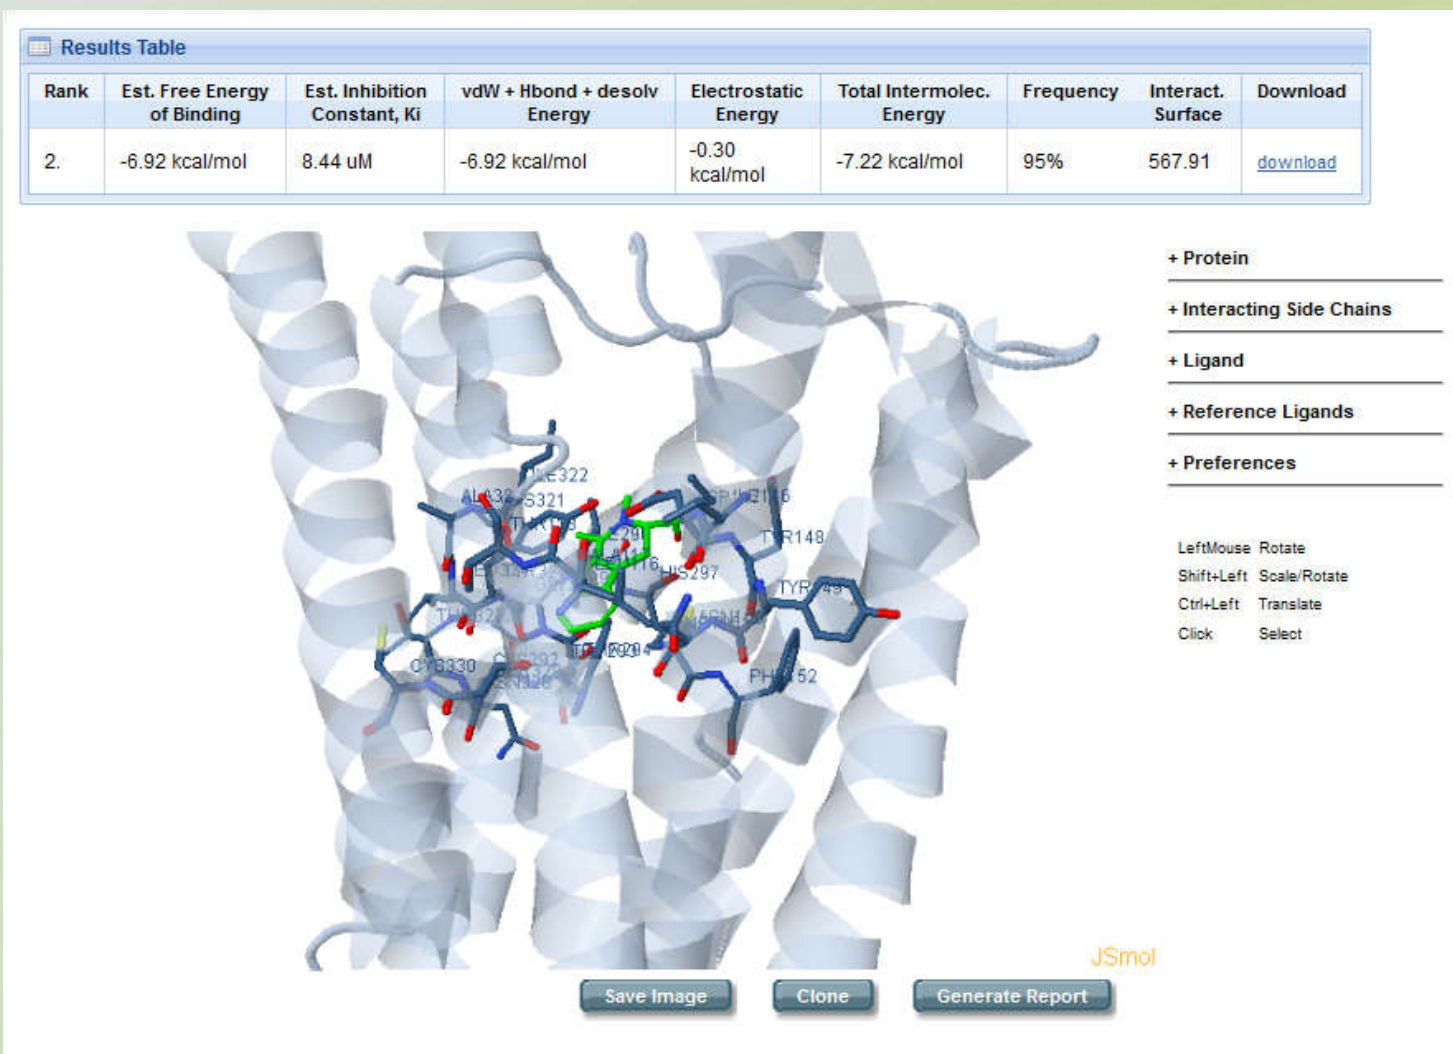 Results Table
Rank Est. Free Energy of Binding Est. Inhibition Constant, Ki vdW + Hbond + desolv Energy Electrostatic Energy Total Intermolec. Energy Frequency Interact. Surface Download
2. -6.92 kcal/mol 8.44 uM -6.92 kcal/mol -0.30 kcal/mol -7.22 kcal/mol 95% 567.91 download
+ Protein
+ Interacting Side Chains
+ Ligand
+ Reference Ligands
+ Preferences
LeftMouse Rotate
Shift+Left Scale/Rotate
Ctrl+Left Translate
Click Select
TYR148
HIS297
CYS330
JSmol
Save Image Clone Generate Report